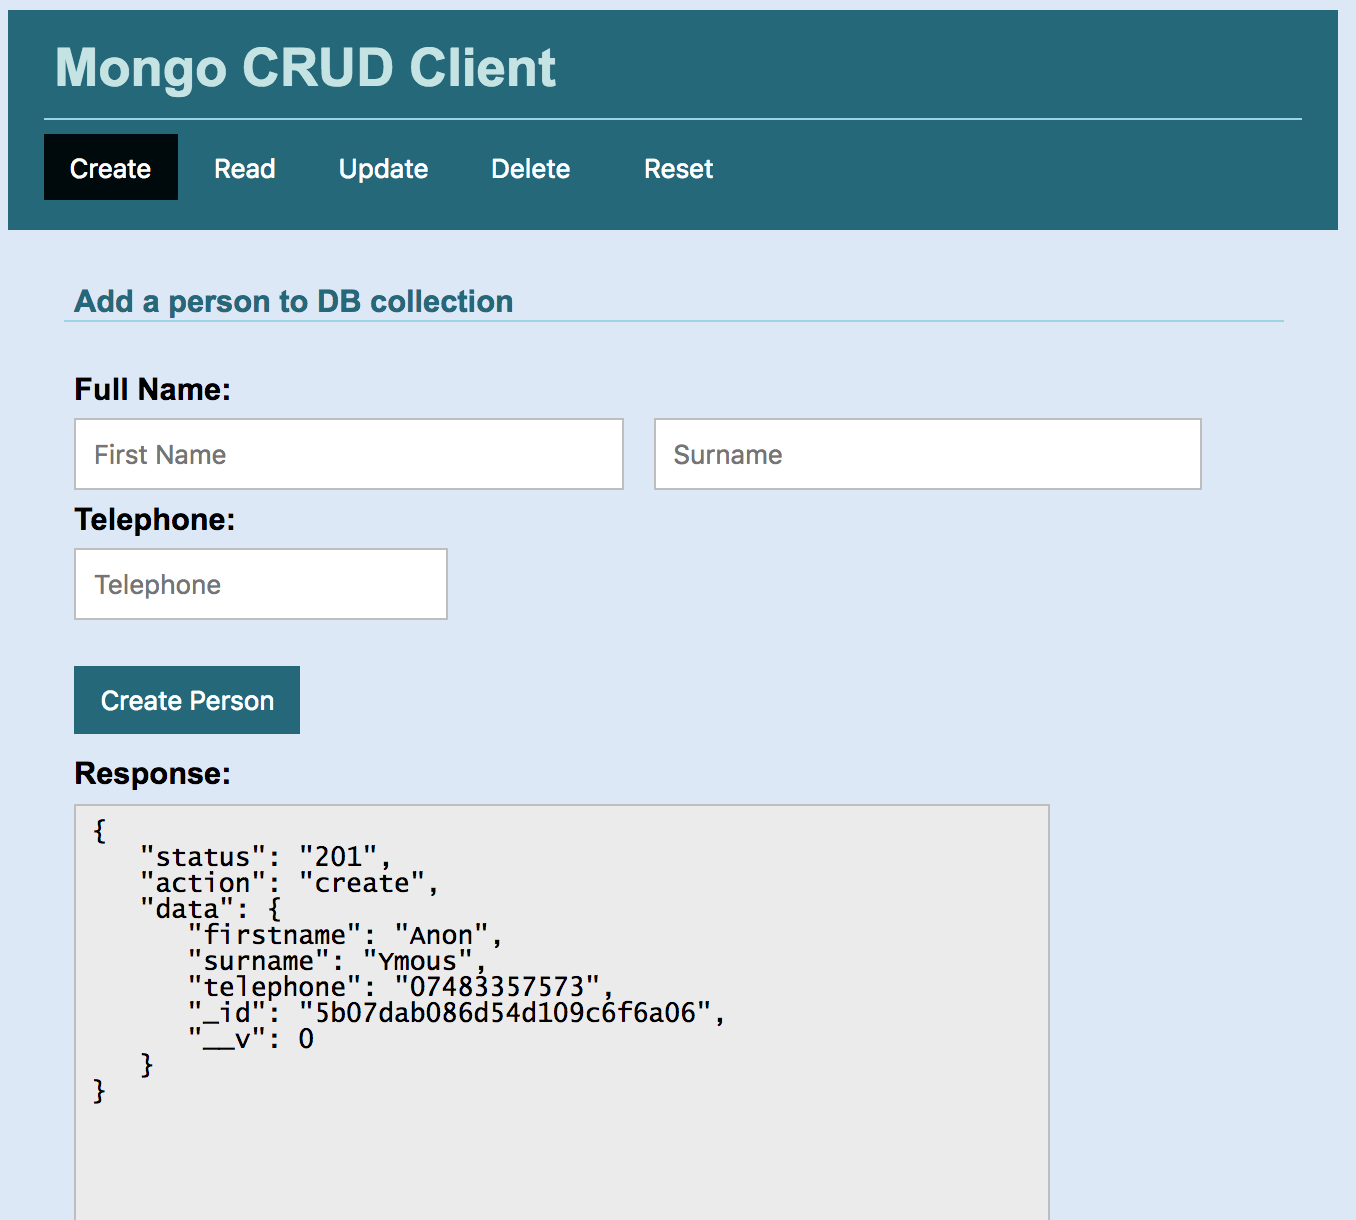 Mongo CRUD Client
Create Read Update Delete Reset
Add a person to DB collection
Full Name:
First Name Surname
Telephone:
Telephone
Create Person
Response:
{
"status": "201",
"action": "create",
"data": {
"firstname": "Anon",
"surname": "Ymous",
"telephone": "07483357573",
"_id": "5b07dab086d54d109c6f6a06",
"__v": 0
}
}